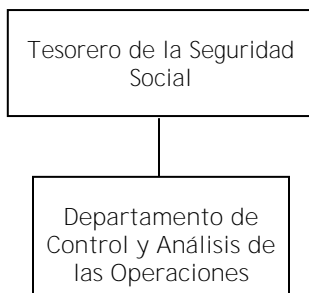 Tesorero de la Seguridad
Social
Departamento de
Control y Análisis de
las Operaciones